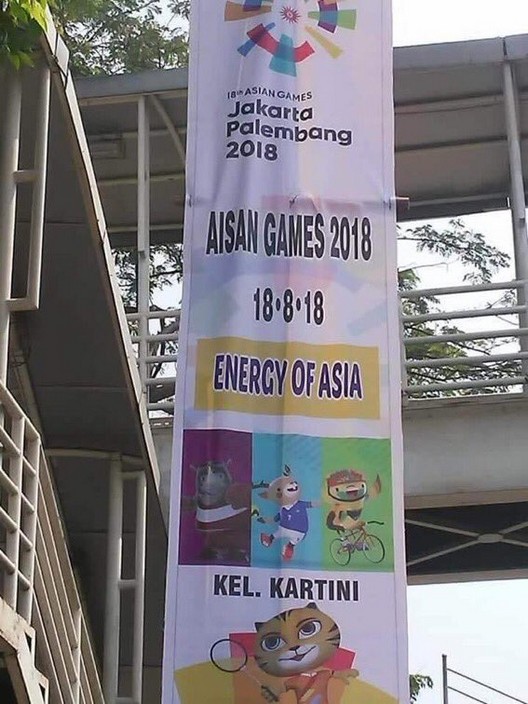 18th ASIAN GAMES
Jakarta
Palembang
2018
AISAN GAMES 2018
18•8•18
ENERGY OF ASIA
KEL. KARTINI